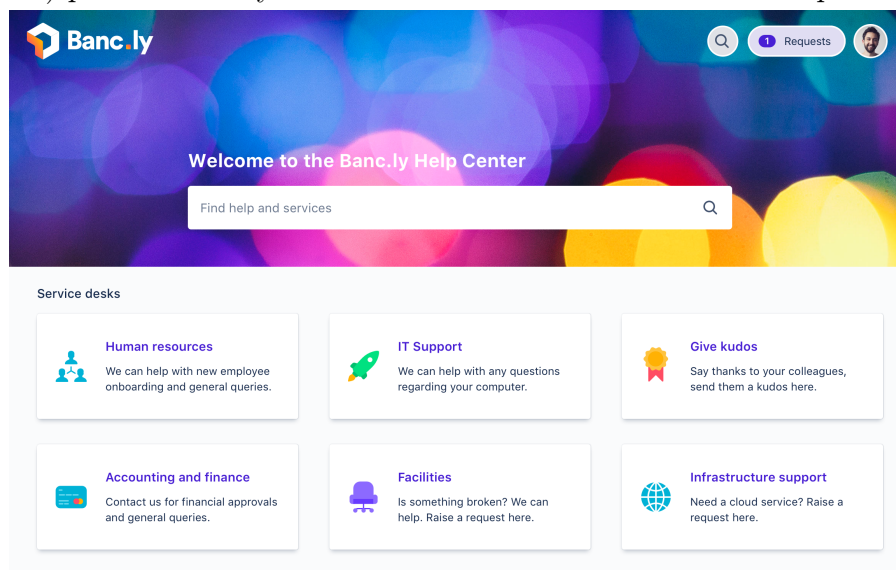 Banc.ly
1 Requests
Welcome to the Banc.ly Help Center
Find help and services
Service desks
Human resources
We can help with new employee
onboarding and general queries.
IT Support
We can help with any questions
regarding your computer.
Give kudos
Say thanks to your colleagues,
send them a kudos here.
Accounting and finance
Contact us for financial approvals
and general queries.
Facilities
Is something broken? We can
help. Raise a request here.
Infrastructure support
Need a cloud service? Raise a
request here.